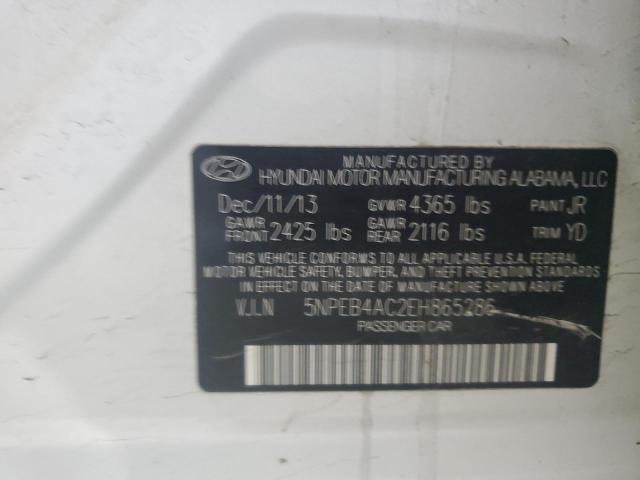 MANUFACTURED BY
HYUNDAI MOTOR MANUFACTURING ALABAMA, LLC
Dec/11/13 GVWR 4365 lbs PAINT JR
GAWR FRONT 2425 lbs GAWR REAR 2116 lbs TRIM YD
THIS VEHICLE CONFORMS TO ALL APPLICABLE U.S.A. FEDERAL
MOTOR VEHICLE SAFETY, BUMPER, AND THEFT PREVENTION STANDARDS
IN EFFECT ON THE DATE OF MANUFACTURE SHOWN ABOVE
V.I.N 5NPEB4AC2EH865286
PASSENGER CAR